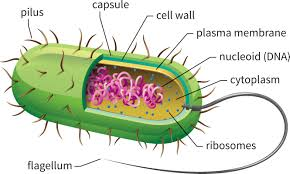 capsule
pilus
cell wall
plasma membrane
nucleoid (DNA)
cytoplasm
ribosomes
flagellum